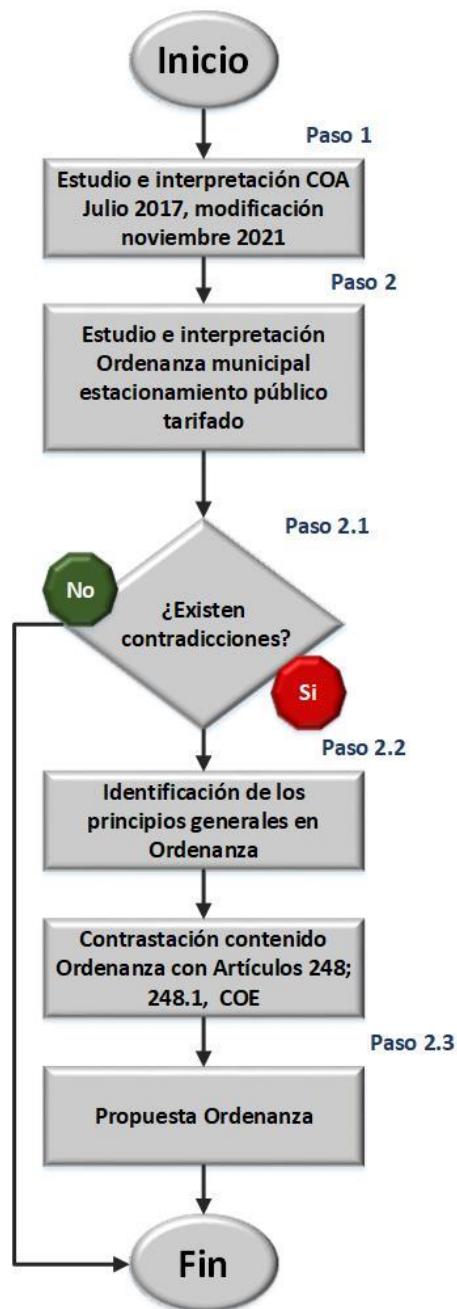 Inicio
Paso 1
Estudio e interpretación COA
Julio 2017, modificación
noviembre 2021
Paso 2
Estudio e interpretación
Ordenanza municipal
estacionamiento público
tarifado
Paso 2.1
No
¿Existen
contradicciones?
Si
Paso 2.2
Identificación de los
principios generales en
Ordenanza
Contrastación contenido
Ordenanza con Artículos 248;
248.1, COE
Paso 2.3
Propuesta Ordenanza
Fin